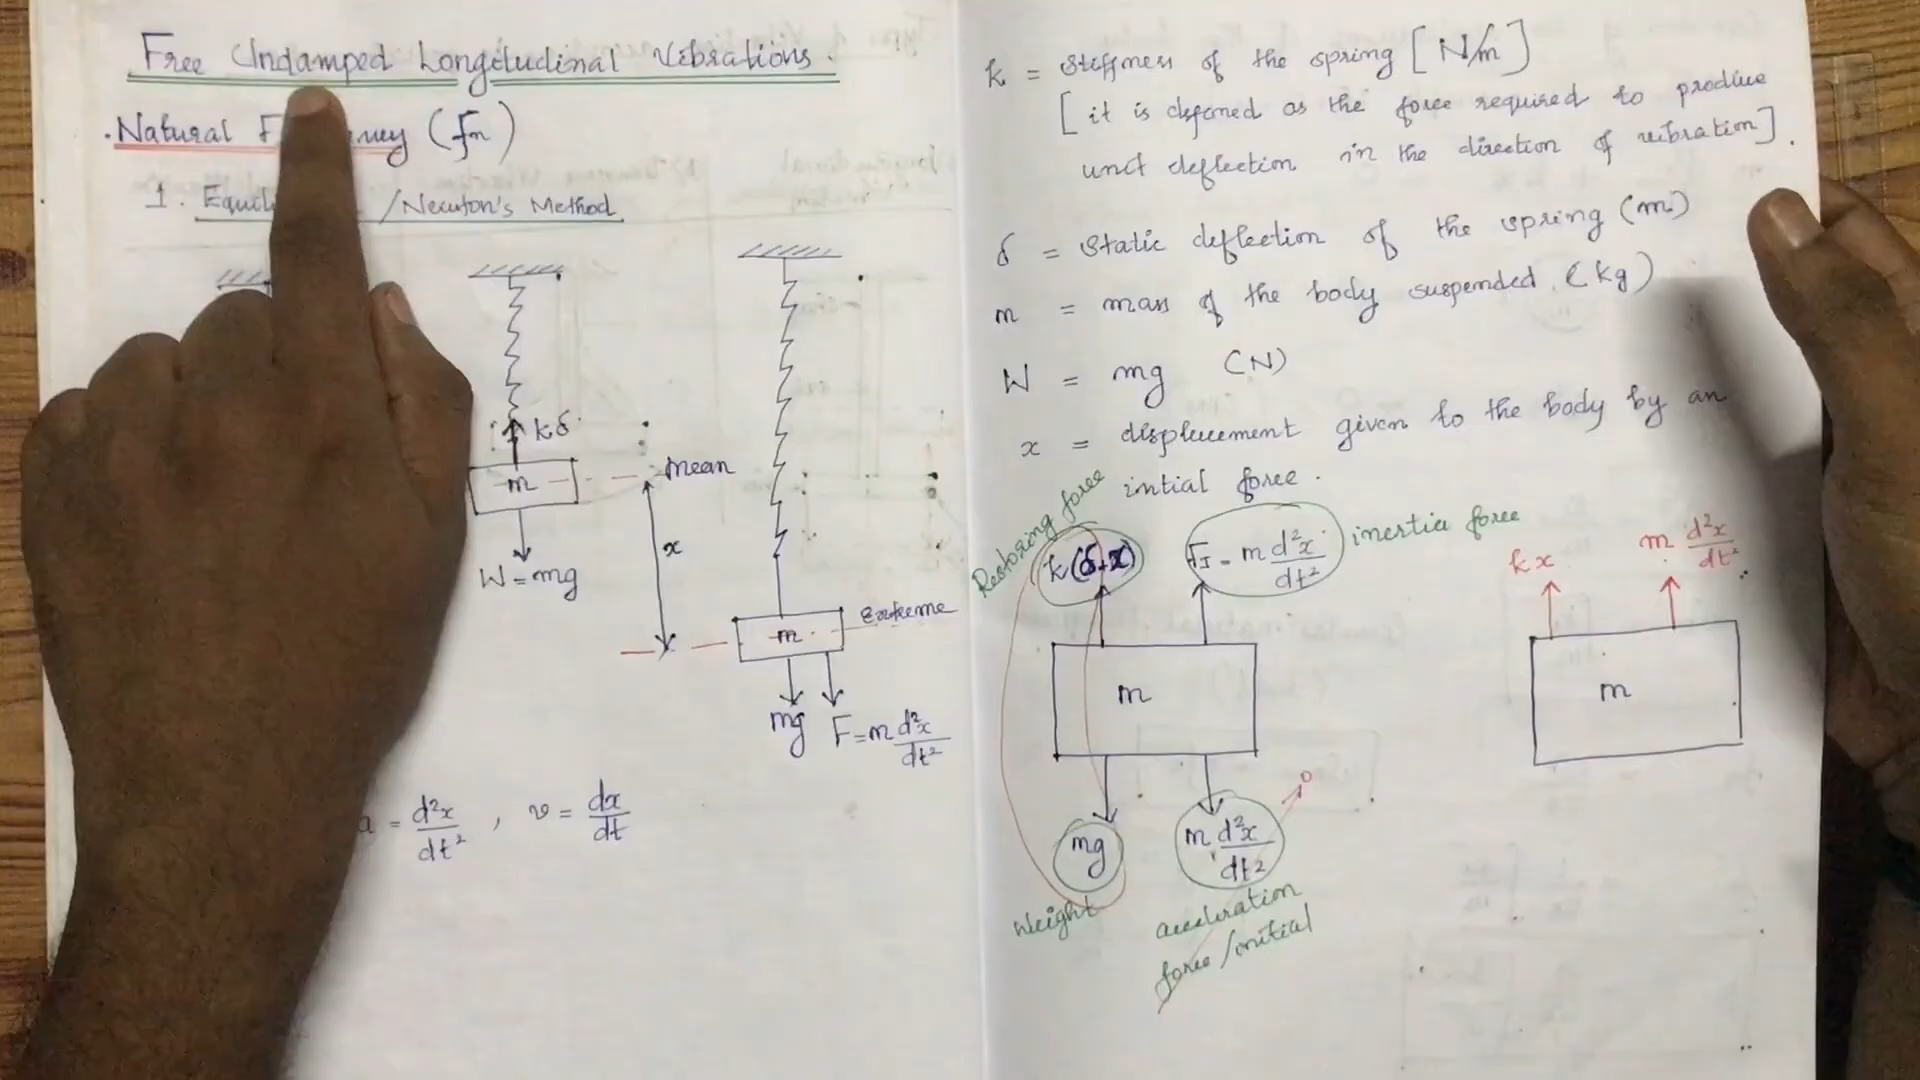 Free Undamped Longitudinal Vibrations.
. Natural (fn)
1. /Newton's Method
kδ
m
mean
W=mg
x
m
extreme
mg F=m d²x/dt²
a = d²x/dt² , v = dx/dt
k = stiffness of the spring [N/m]
[it is defined as the force required to produce
unit deflection in the direction of vibration].
δ = static deflection of the spring (m)
m = mass of the body suspended. (kg)
W = mg (N)
x = displacement given to the body by an
intial force.
Restoring force
k(δ+x)
FI = m d²x/dt² inertia force
m
mg
m d²x/dt²
o
Weight
acceleration
force/initial
kx
m d²x/dt²
m